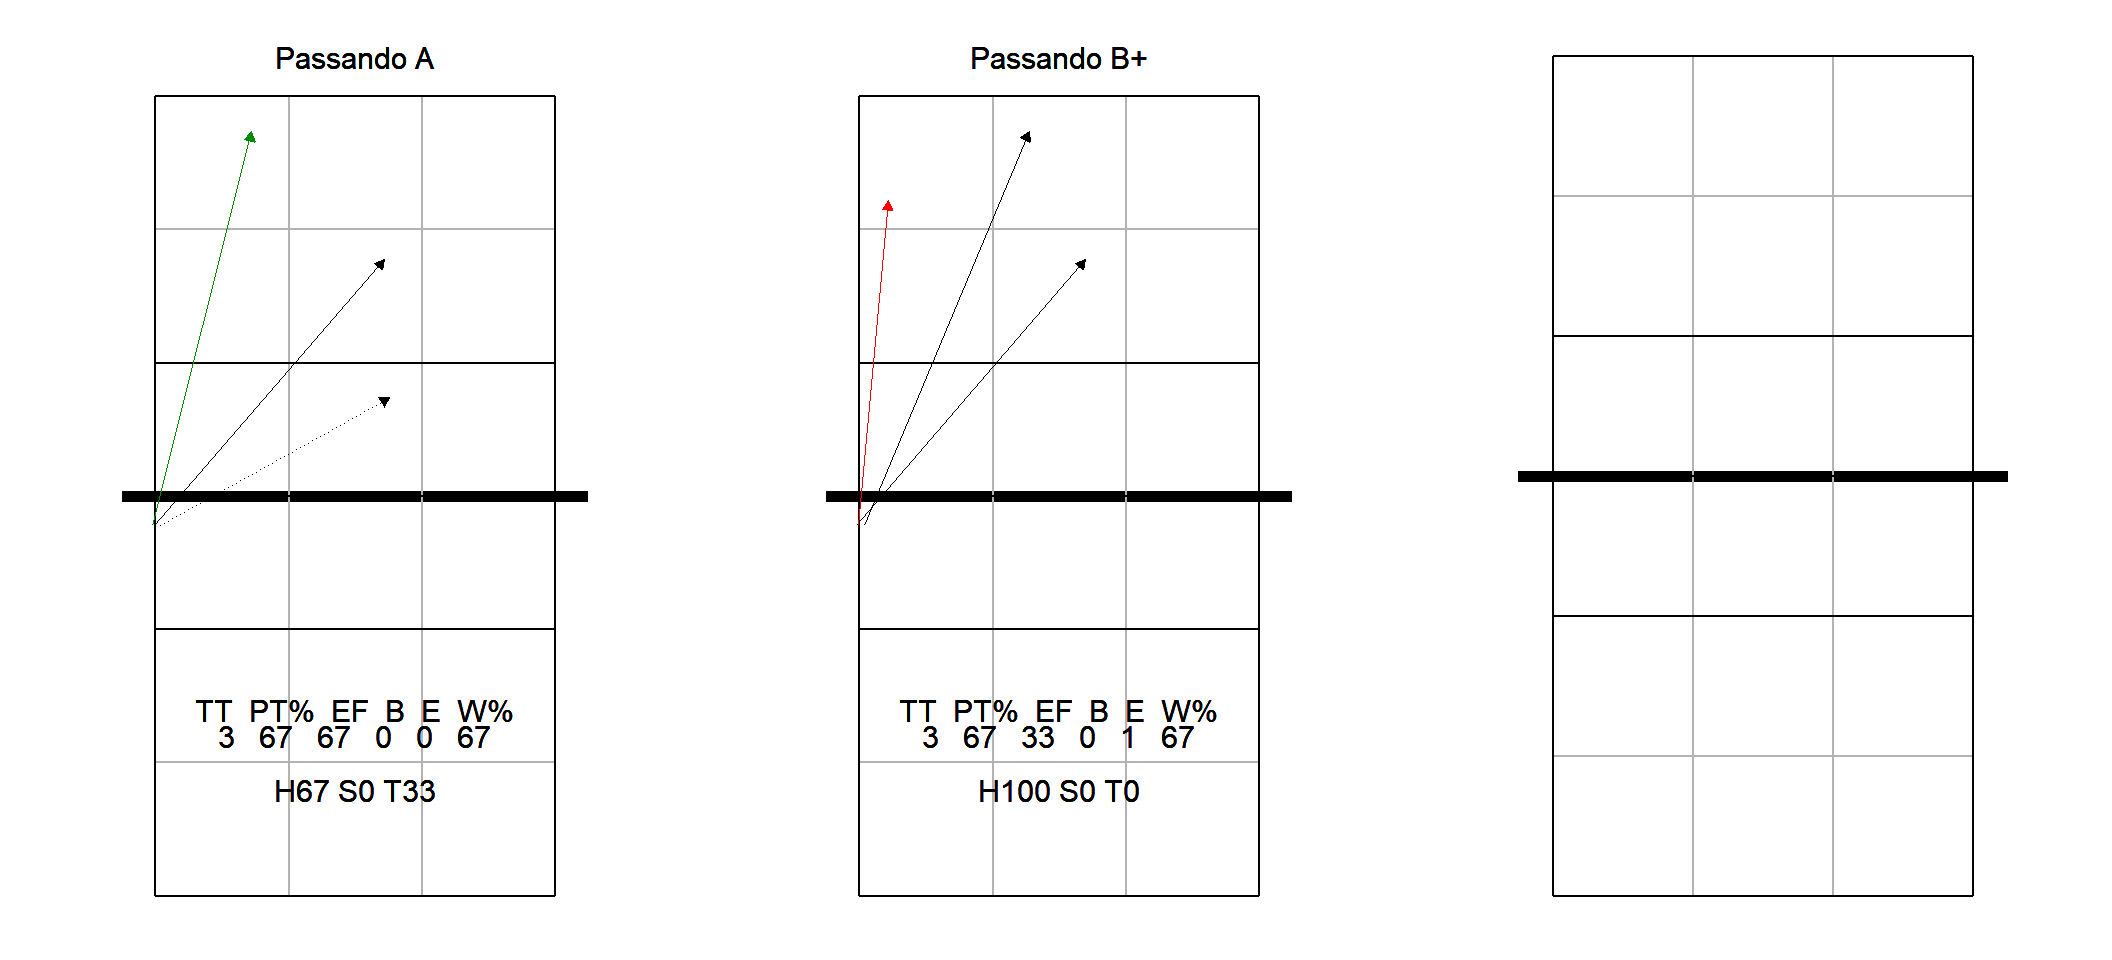 Passando A
TT PT% EF B E W%
3 67 67 0 0 67
H67 S0 T33
Passando B+
TT PT% EF B E W%
3 67 33 0 1 67
H100 S0 T0